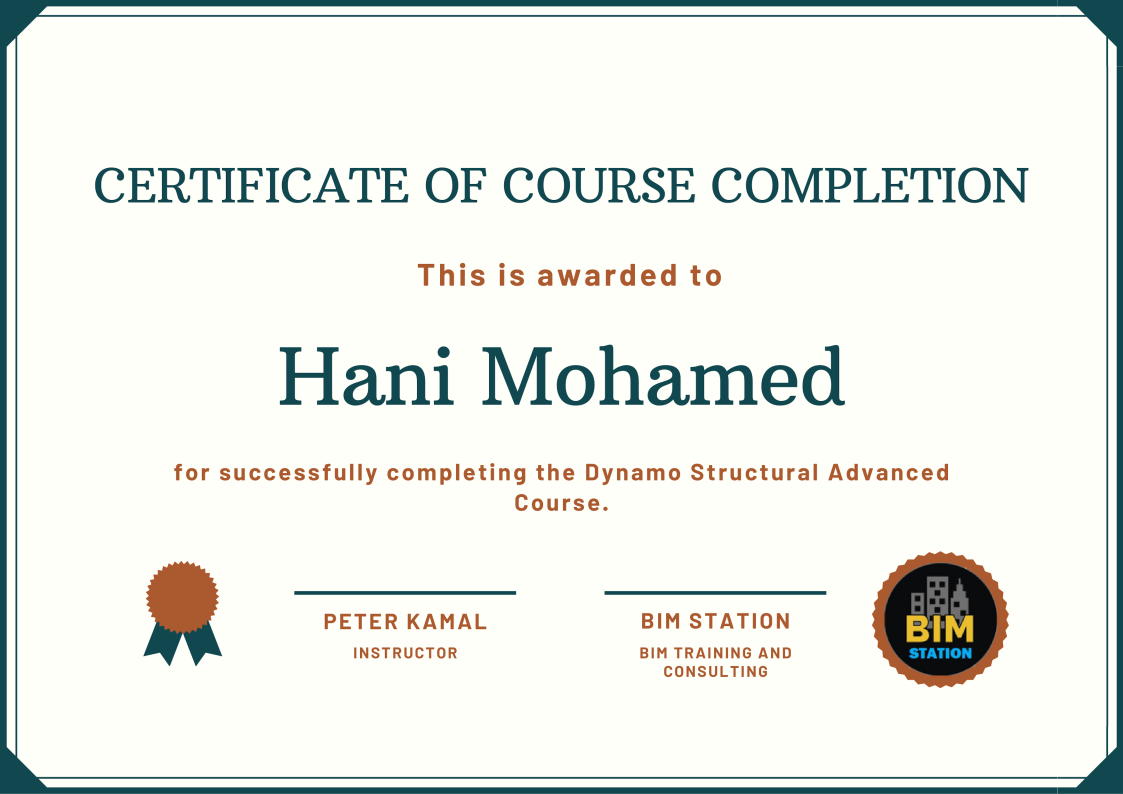 CERTIFICATE OF COURSE COMPLETION
This is awarded to
Hani Mohamed
for successfully completing the Dynamo Structural Advanced
Course.
PETER KAMAL
INSTRUCTOR
BIM STATION
BIM TRAINING AND
CONSULTING
BIM
STATION